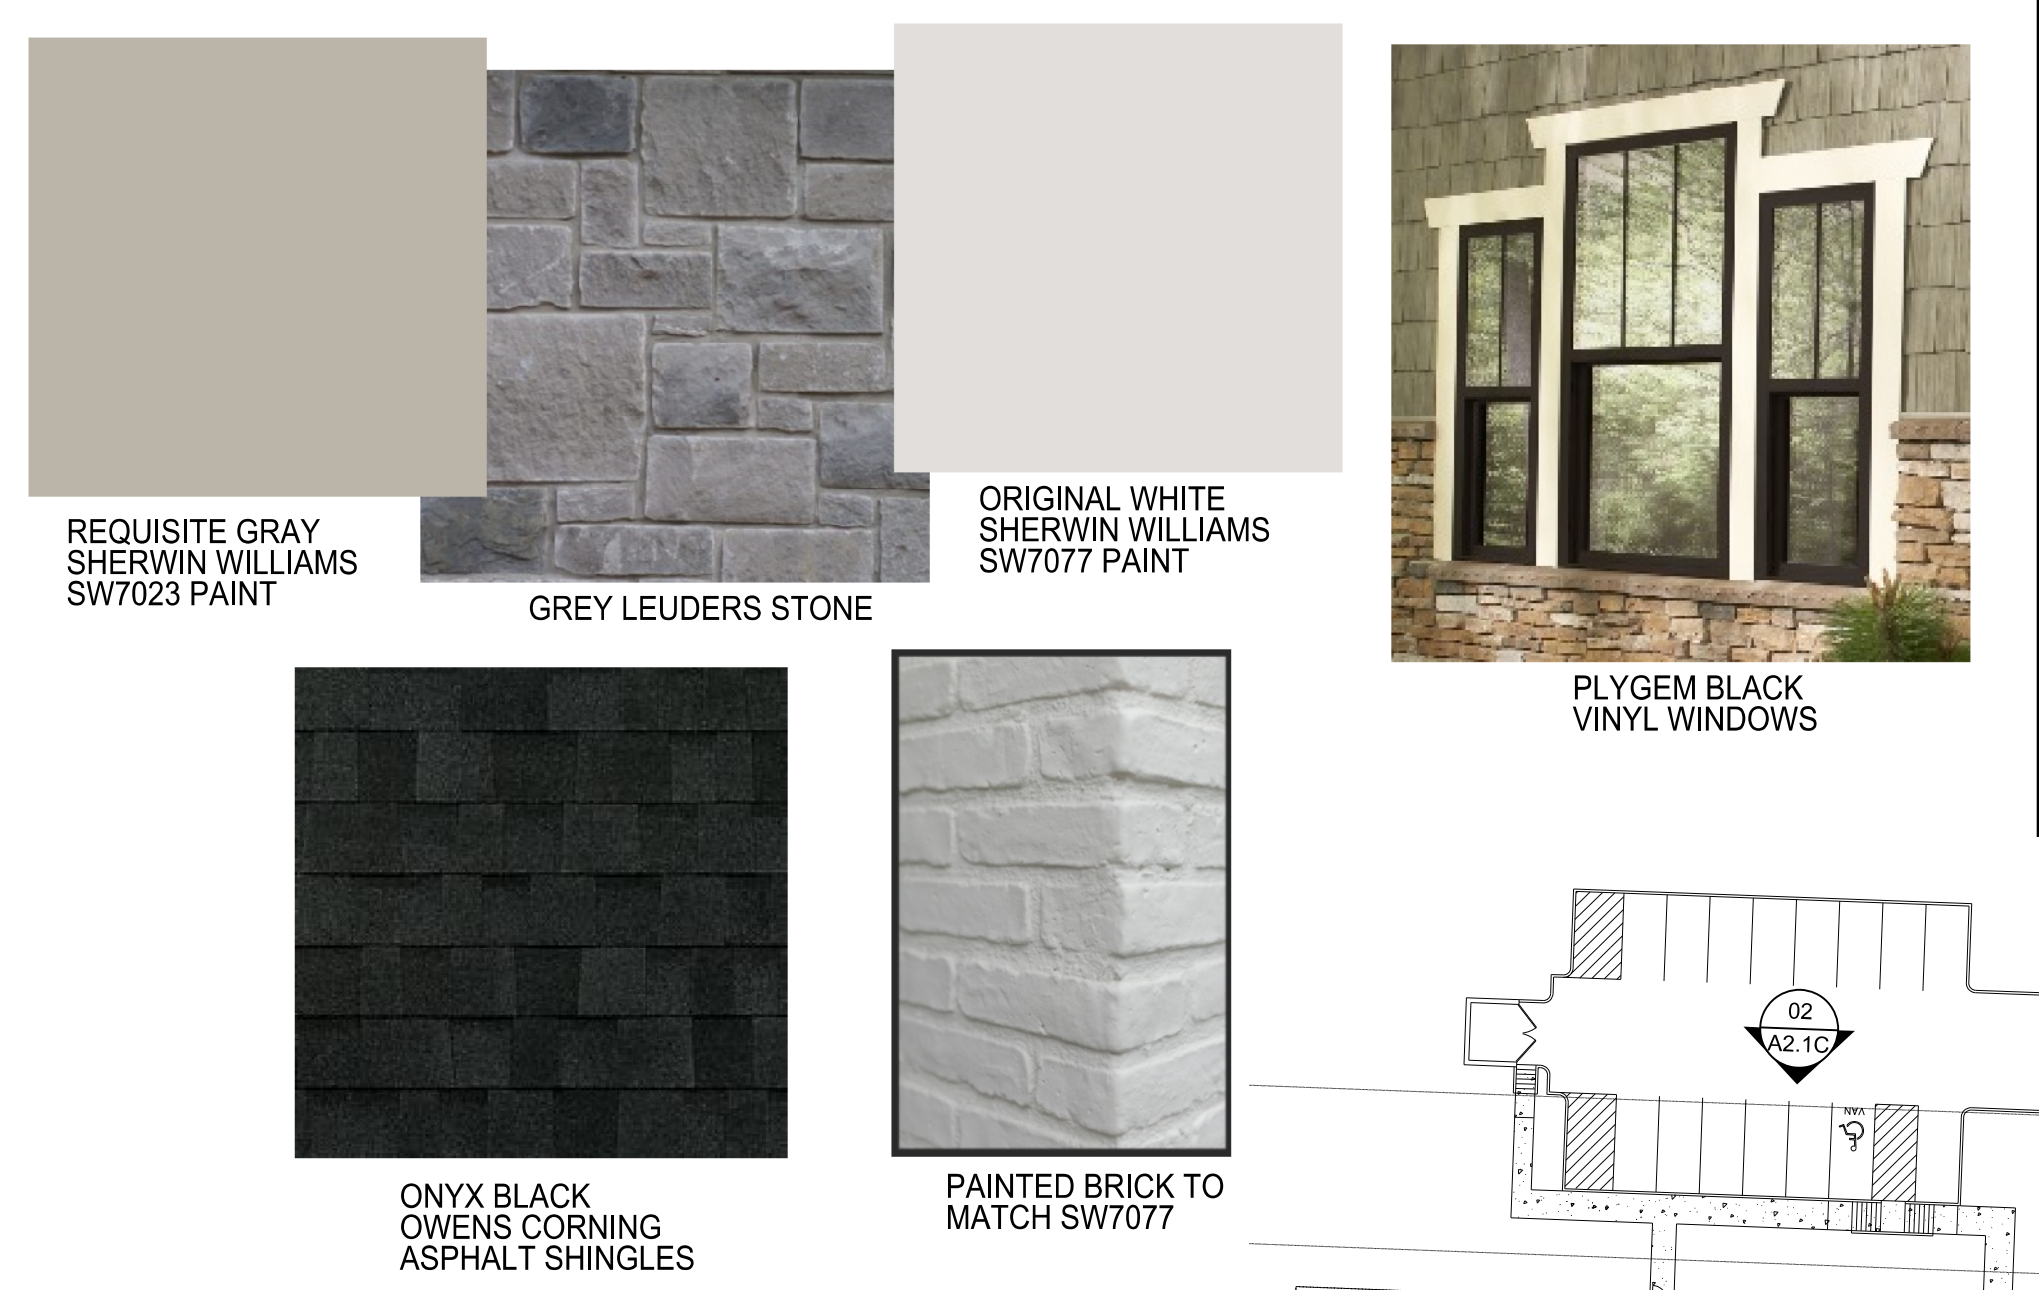 REQUISITE GRAY
SHERWIN WILLIAMS
SW7023 PAINT
GREY LEUDERS STONE
ORIGINAL WHITE
SHERWIN WILLIAMS
SW7077 PAINT
PLYGEM BLACK
VINYL WINDOWS
ONYX BLACK
OWENS CORNING
ASPHALT SHINGLES
PAINTED BRICK TO
MATCH SW7077
02
A2.1C
VAN